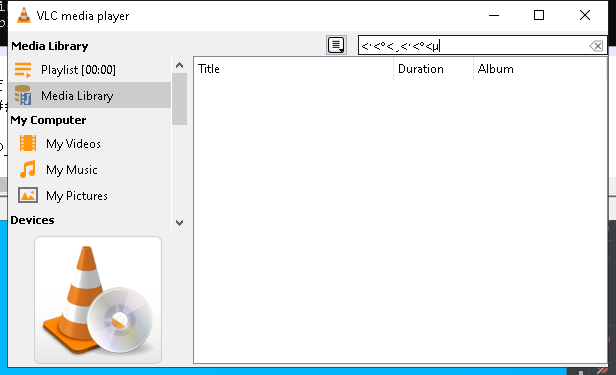 VLC media player
Media Library
Playlist [00:00]
Media Library
My Computer
My Videos
My Music
My Pictures
Devices
<·<°<¸<·<°<µ
Title Duration Album